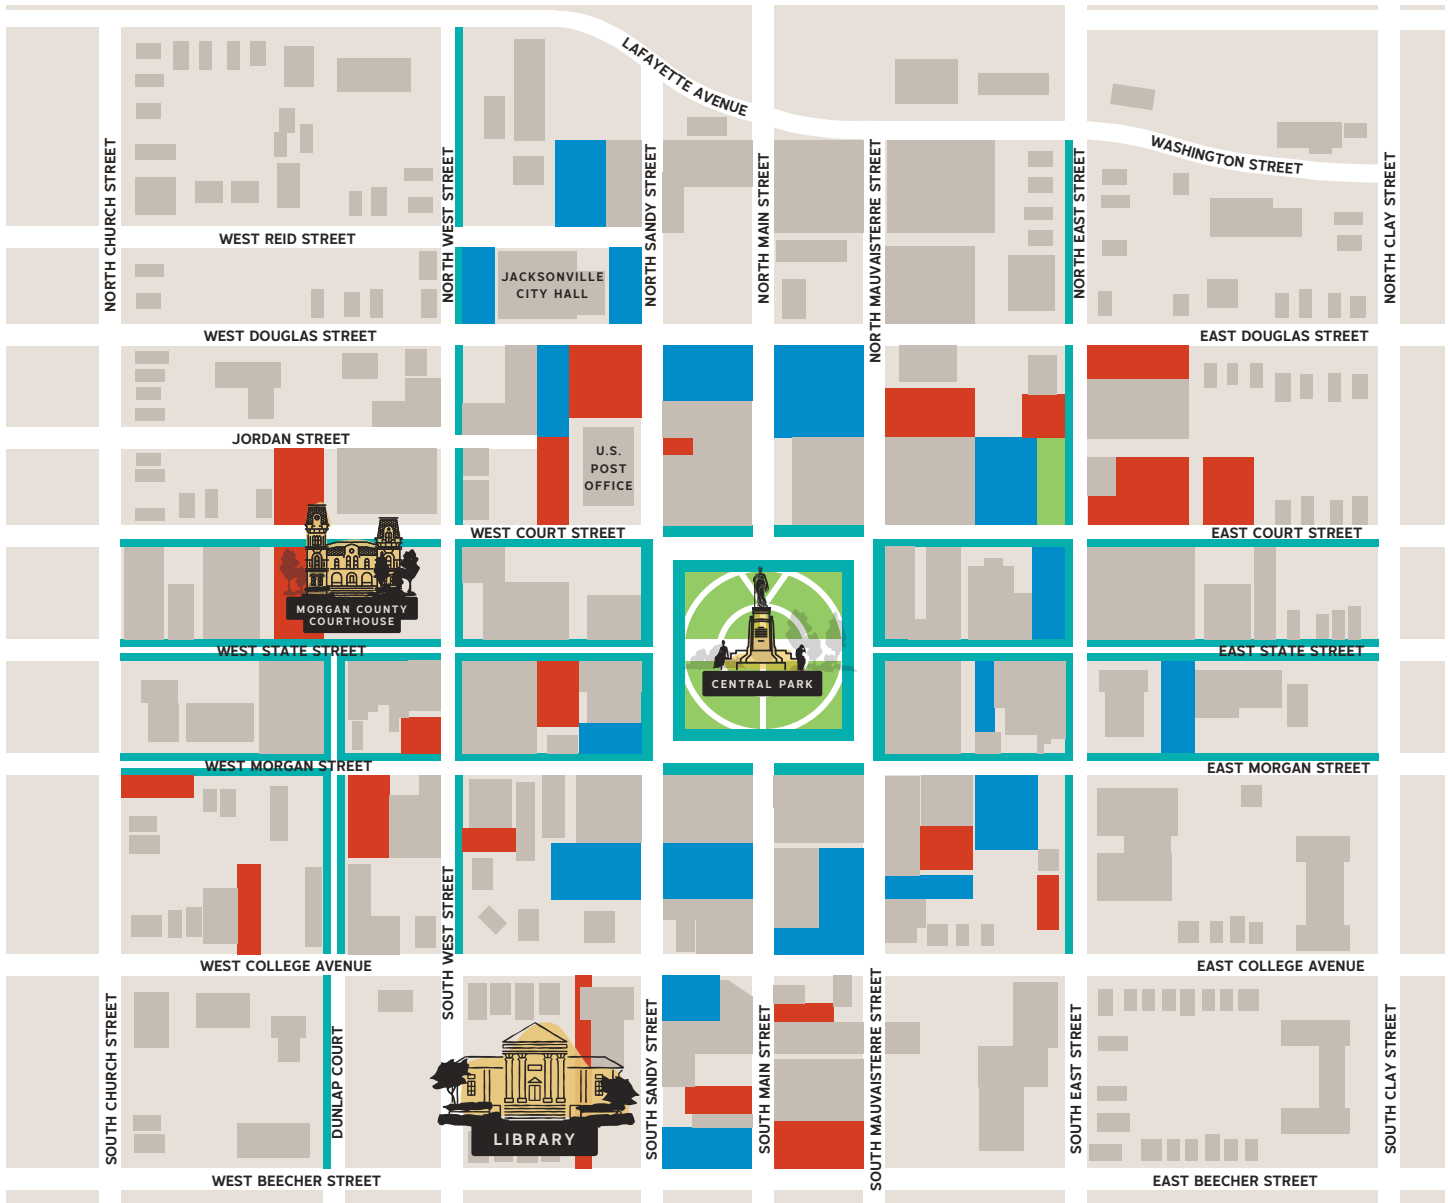 LAFAYETTE AVENUE
WASHINGTON STREET
NORTH CHURCH STREET
NORTH WEST STREET
NORTH SANDY STREET
NORTH MAIN STREET
NORTH MAUVAISTERRE STREET
NORTH EAST STREET
NORTH CLAY STREET
WEST REID STREET
JACKSONVILLE
CITY HALL
WEST DOUGLAS STREET
EAST DOUGLAS STREET
JORDAN STREET
U.S.
POST
OFFICE
WEST COURT STREET
EAST COURT STREET
MORGAN COUNTY
COURTHOUSE
WEST STATE STREET
EAST STATE STREET
CENTRAL PARK
WEST MORGAN STREET
EAST MORGAN STREET
WEST COLLEGE AVENUE
EAST COLLEGE AVENUE
SOUTH CHURCH STREET
DUNLAP COURT
SOUTH WEST STREET
SOUTH SANDY STREET
SOUTH MAIN STREET
SOUTH MAUVAISTERRE STREET
SOUTH EAST STREET
SOUTH CLAY STREET
LIBRARY
WEST BEECHER STREET
EAST BEECHER STREET